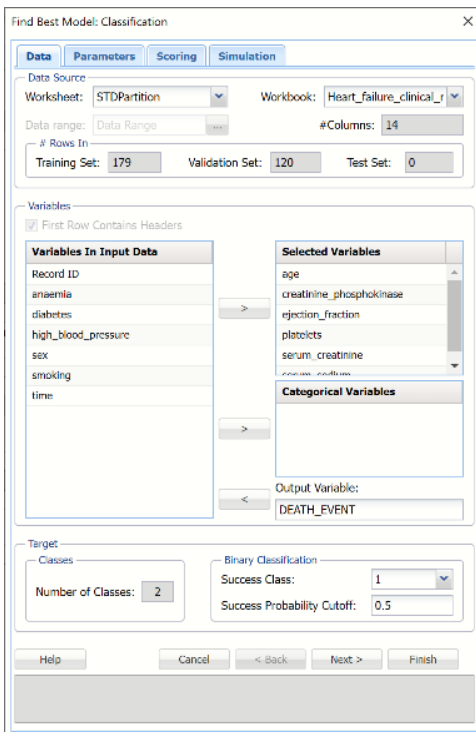 Find Best Model: Classification
Data Parameters Scoring Simulation
Data Source
Worksheet: STDPartition Workbook: Heart_failure_clinical_r
Data range: Data Range ... #Columns: 14
# Rows In
Training Set: 179 Validation Set: 120 Test Set: 0
Variables
First Row Contains Headers
Variables In Input Data
Record ID
anaemia
diabetes
high_blood_pressure
sex
smoking
time
>
Selected Variables
age
creatinine_phosphokinase
ejection_fraction
platelets
serum_creatinine
serum_sodium
>
Categorical Variables
<
Output Variable:
DEATH_EVENT
Target
Classes
Number of Classes: 2
Binary Classification
Success Class: 1
Success Probability Cutoff: 0.5
Help Cancel < Back Next > Finish